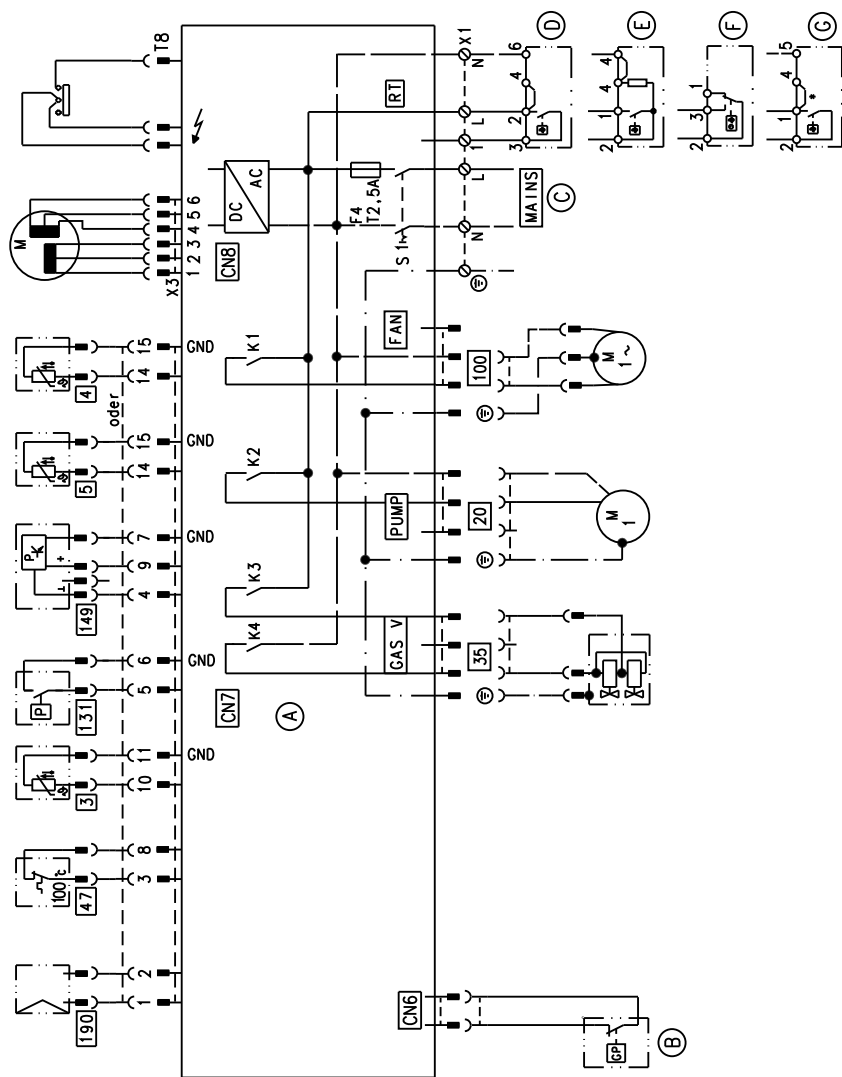 T8
M
X3
1 2 3 4 5 6
4
oder
14 15
GND
5
14 15
GND
149
P
K
+
⊥
4 9 7
GND
131
P
5 6
GND
3
10 11
GND
47
100°C
3 8
190
1 2
DC
AC
CN8
F4
T2,5A
S1
RT
K1
K2
K3
K4
CN7
A
CN6
GP
B
GAS V
35
PUMP
20
M
1
FAN
100
M
1~
X1
N
L
1
L
N
MAINS
C
3 2 4 6
D
2 1 4 4
E
2 3 1
F
2 1 4 5
*
G